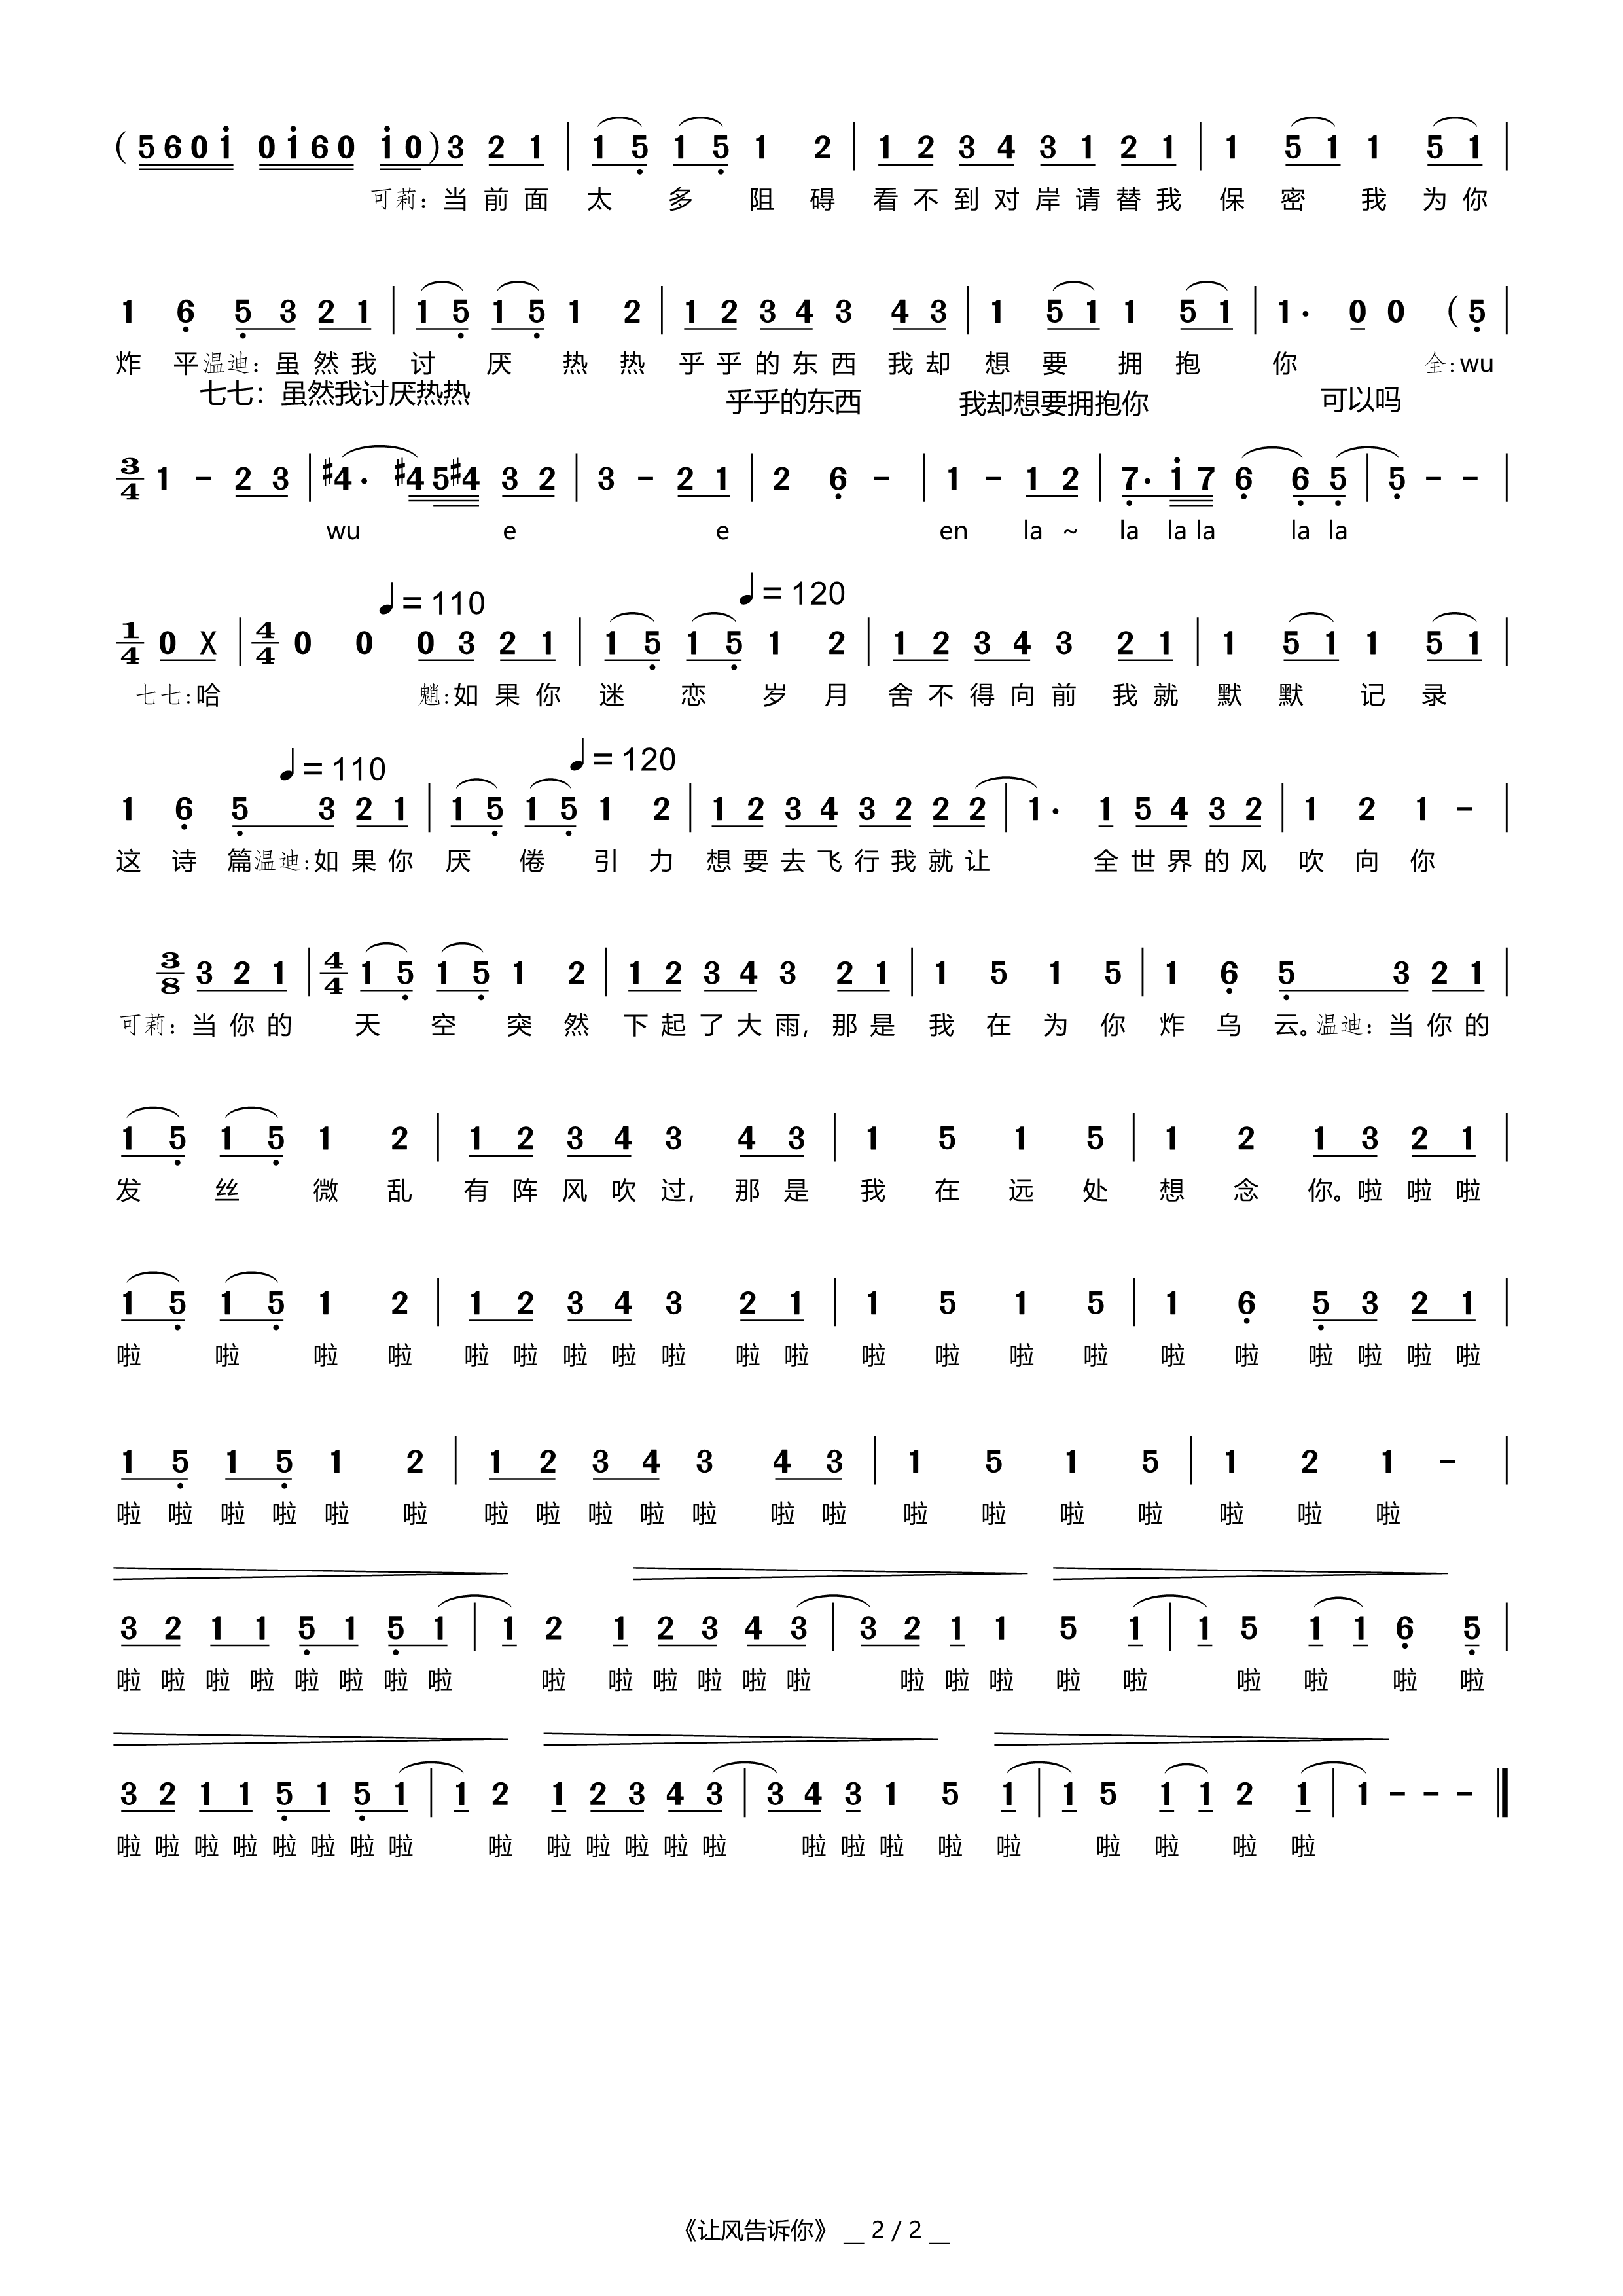 (5 6 0 1 0 1 6 0 1 0) 3 2 1 | 1 5 1 5 1 2 | 1 2 3 4 3 1 2 1 | 1 5 1 1 5 1 |
可莉: 当 前 面 太 多 阻 碍 看 不 到 对 岸 请 替 我 保 密 我 为 你
1 6 5 3 2 1 | 1 5 1 5 1 2 | 1 2 3 4 3 4 3 | 1 5 1 1 5 1 | 1· 0 0 (5 |
炸 平 温迪: 虽 然 我 讨 厌 热 热 乎 乎 的 东 西 我 却 想 要 拥 抱 你 全: wu
七七: 虽然我讨厌热热 乎乎的东西 我却想要拥抱你 可以吗
3/4 1 - 2 3 | #4· #4 5 #4 3 2 | 3 - 2 1 | 2 6 - | 1 - 1 2 | 7· 1 7 6 6 5 | 5 - - |
wu e e en la ~ la la la la la
♩= 110 ♩= 120
1/4 0 X | 4/4 0 0 0 3 2 1 | 1 5 1 5 1 2 | 1 2 3 4 3 2 1 | 1 5 1 1 5 1 |
七七: 哈 魈: 如 果 你 迷 恋 岁 月 舍 不 得 向 前 我 就 默 默 记 录
♩= 110 ♩= 120
1 6 5 3 2 1 | 1 5 1 5 1 2 | 1 2 3 4 3 2 2 2 | 1· 1 5 4 3 2 | 1 2 1 - |
这 诗 篇 温迪: 如 果 你 厌 倦 引 力 想 要 去 飞 行 我 就 让 全 世 界 的 风 吹 向 你
3/8 3 2 1 | 4/4 1 5 1 5 1 2 | 1 2 3 4 3 2 1 | 1 5 1 5 | 1 6 5 3 2 1 |
可莉: 当 你 的 天 空 突 然 下 起 了 大 雨, 那 是 我 在 为 你 炸 乌 云。 温迪: 当 你 的
1 5 1 5 1 2 | 1 2 3 4 3 4 3 | 1 5 1 5 | 1 2 1 3 2 1 |
发 丝 微 乱 有 阵 风 吹 过, 那 是 我 在 远 处 想 念 你。 啦 啦 啦
1 5 1 5 1 2 | 1 2 3 4 3 2 1 | 1 5 1 5 | 1 6 5 3 2 1 |
啦 啦 啦 啦 啦 啦 啦 啦 啦 啦 啦 啦 啦 啦 啦 啦 啦 啦 啦 啦 啦
1 5 1 5 1 2 | 1 2 3 4 3 4 3 | 1 5 1 5 | 1 2 1 - |
啦 啦 啦 啦 啦 啦 啦 啦 啦 啦 啦 啦 啦 啦 啦 啦 啦 啦 啦 啦
3 2 1 1 5 1 5 1 | 1 2 1 2 3 4 3 | 3 2 1 1 5 1 | 1 5 1 1 6 5 |
啦 啦 啦 啦 啦 啦 啦 啦 啦 啦 啦 啦 啦 啦 啦 啦 啦 啦 啦 啦 啦 啦 啦
3 2 1 1 5 1 5 1 | 1 2 1 2 3 4 3 | 3 4 3 1 5 1 | 1 5 1 1 2 1 | 1 - - -
啦 啦 啦 啦 啦 啦 啦 啦 啦 啦 啦 啦 啦 啦 啦 啦 啦 啦 啦 啦 啦 啦 啦
《让风告诉你》 __ 2 / 2 __